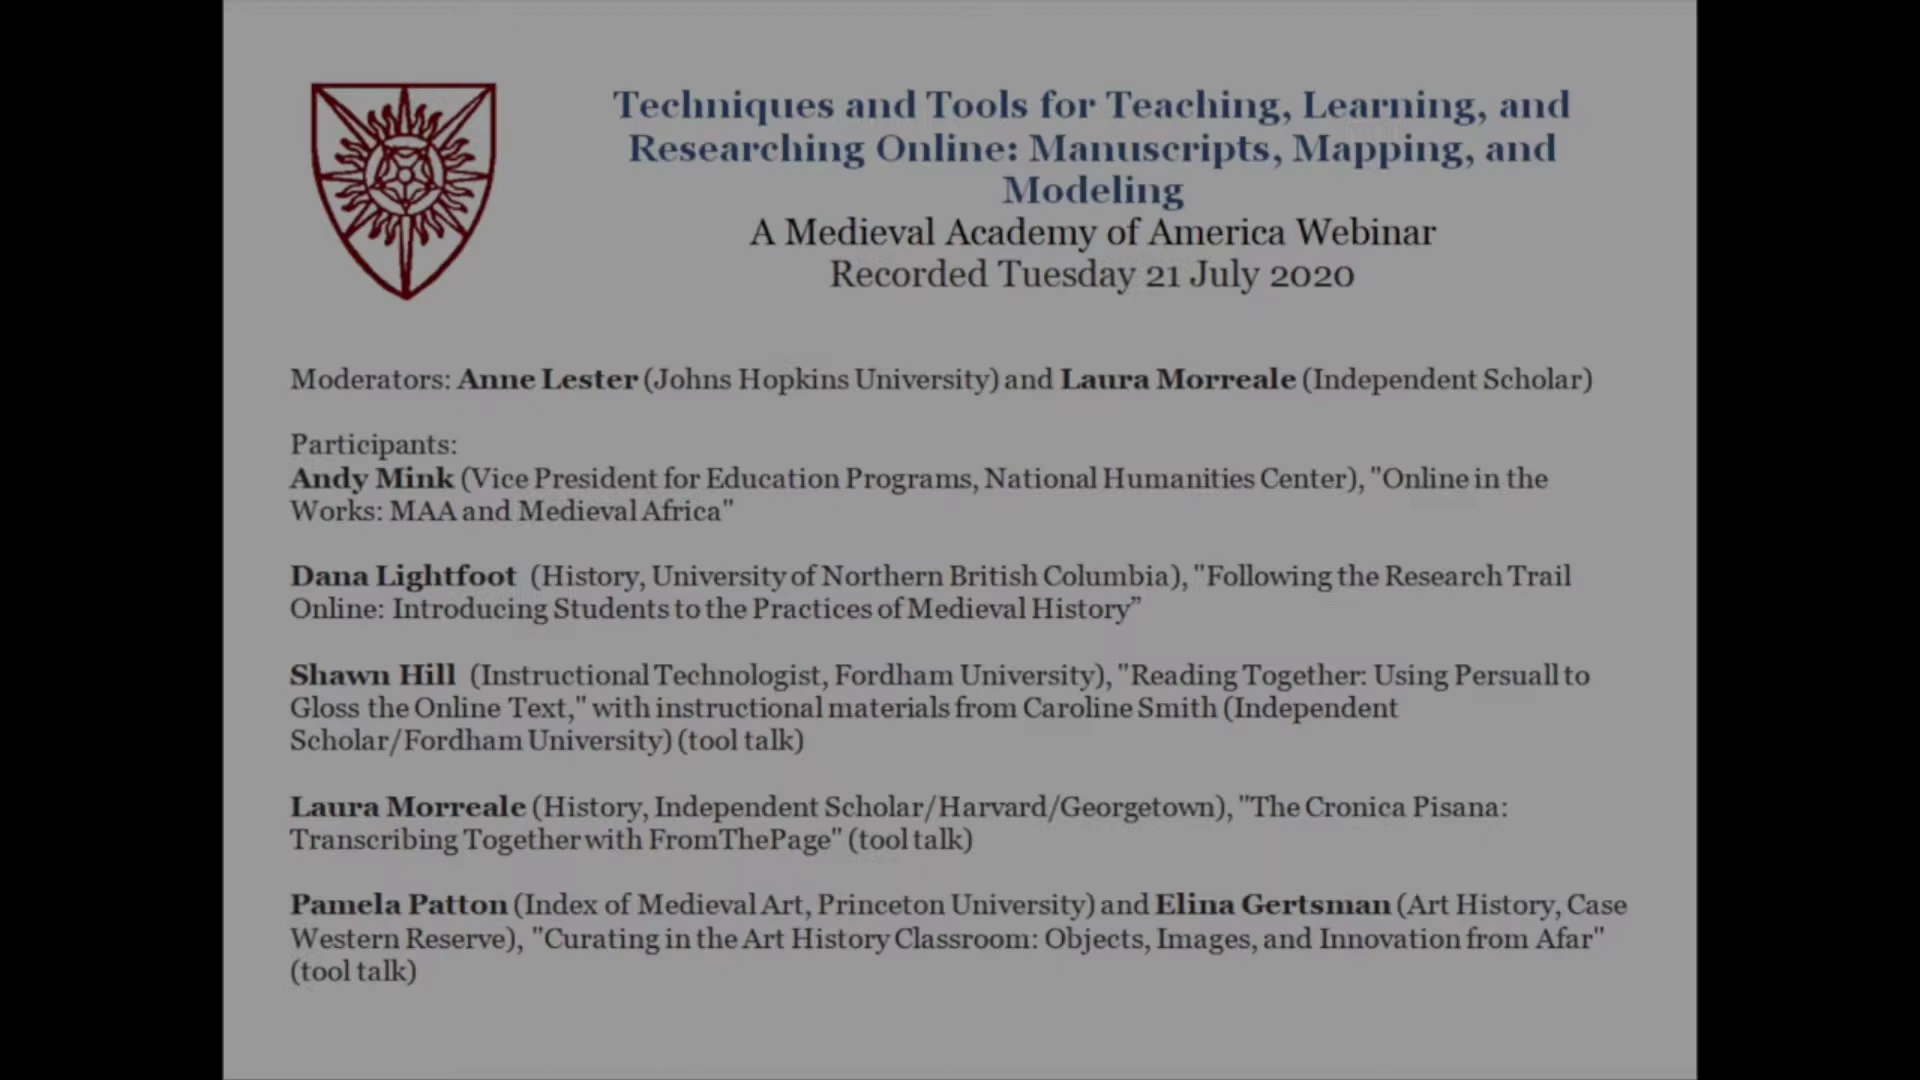 Techniques and Tools for Teaching, Learning, and
Researching Online: Manuscripts, Mapping, and
Modeling
A Medieval Academy of America Webinar
Recorded Tuesday 21 July 2020
Moderators: Anne Lester (Johns Hopkins University) and Laura Morreale (Independent Scholar)
Participants:
Andy Mink (Vice President for Education Programs, National Humanities Center), "Online in the
Works: MAA and Medieval Africa"
Dana Lightfoot (History, University of Northern British Columbia), "Following the Research Trail
Online: Introducing Students to the Practices of Medieval History”
Shawn Hill (Instructional Technologist, Fordham University), "Reading Together: Using Persuall to
Gloss the Online Text," with instructional materials from Caroline Smith (Independent
Scholar/Fordham University) (tool talk)
Laura Morreale (History, Independent Scholar/Harvard/Georgetown), "The Cronica Pisana:
Transcribing Together with FromThePage" (tool talk)
Pamela Patton (Index of Medieval Art, Princeton University) and Elina Gertsman (Art History, Case
Western Reserve), "Curating in the Art History Classroom: Objects, Images, and Innovation from Afar"
(tool talk)